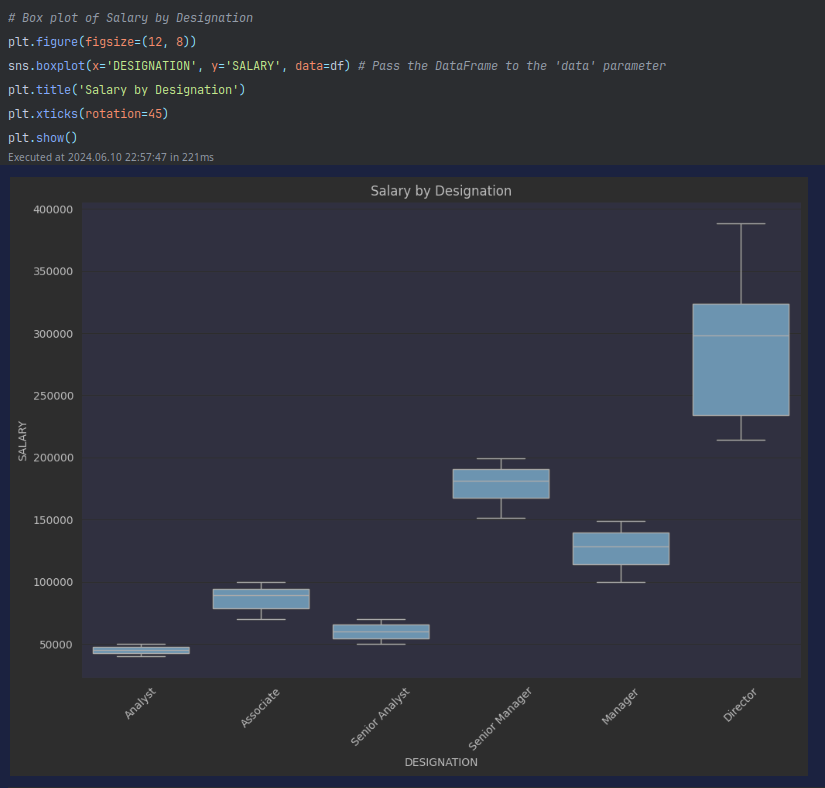 # Box plot of Salary by Designation
plt.figure(figsize=(12, 8))
sns.boxplot(x='DESIGNATION', y='SALARY', data=df) # Pass the DataFrame to the 'data' parameter
plt.title('Salary by Designation')
plt.xticks(rotation=45)
plt.show()
Executed at 2024.06.10 22:57:47 in 221ms
Salary by Designation
400000
350000
300000
250000
200000
150000
100000
50000
SALARY
Analyst
Associate
Senior Analyst
Senior Manager
Manager
Director
DESIGNATION